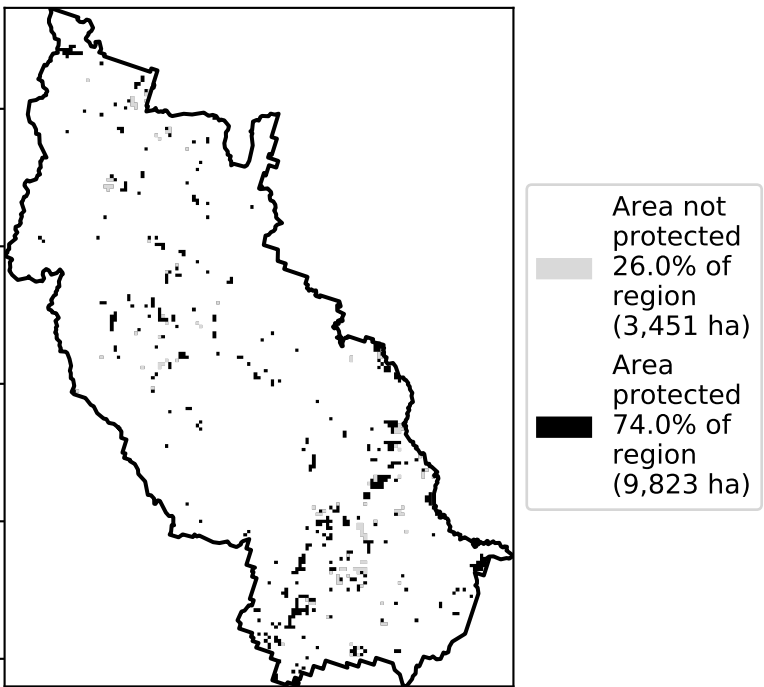 Area not
protected
26.0% of
region
(3,451 ha)
Area
protected
74.0% of
region
(9,823 ha)